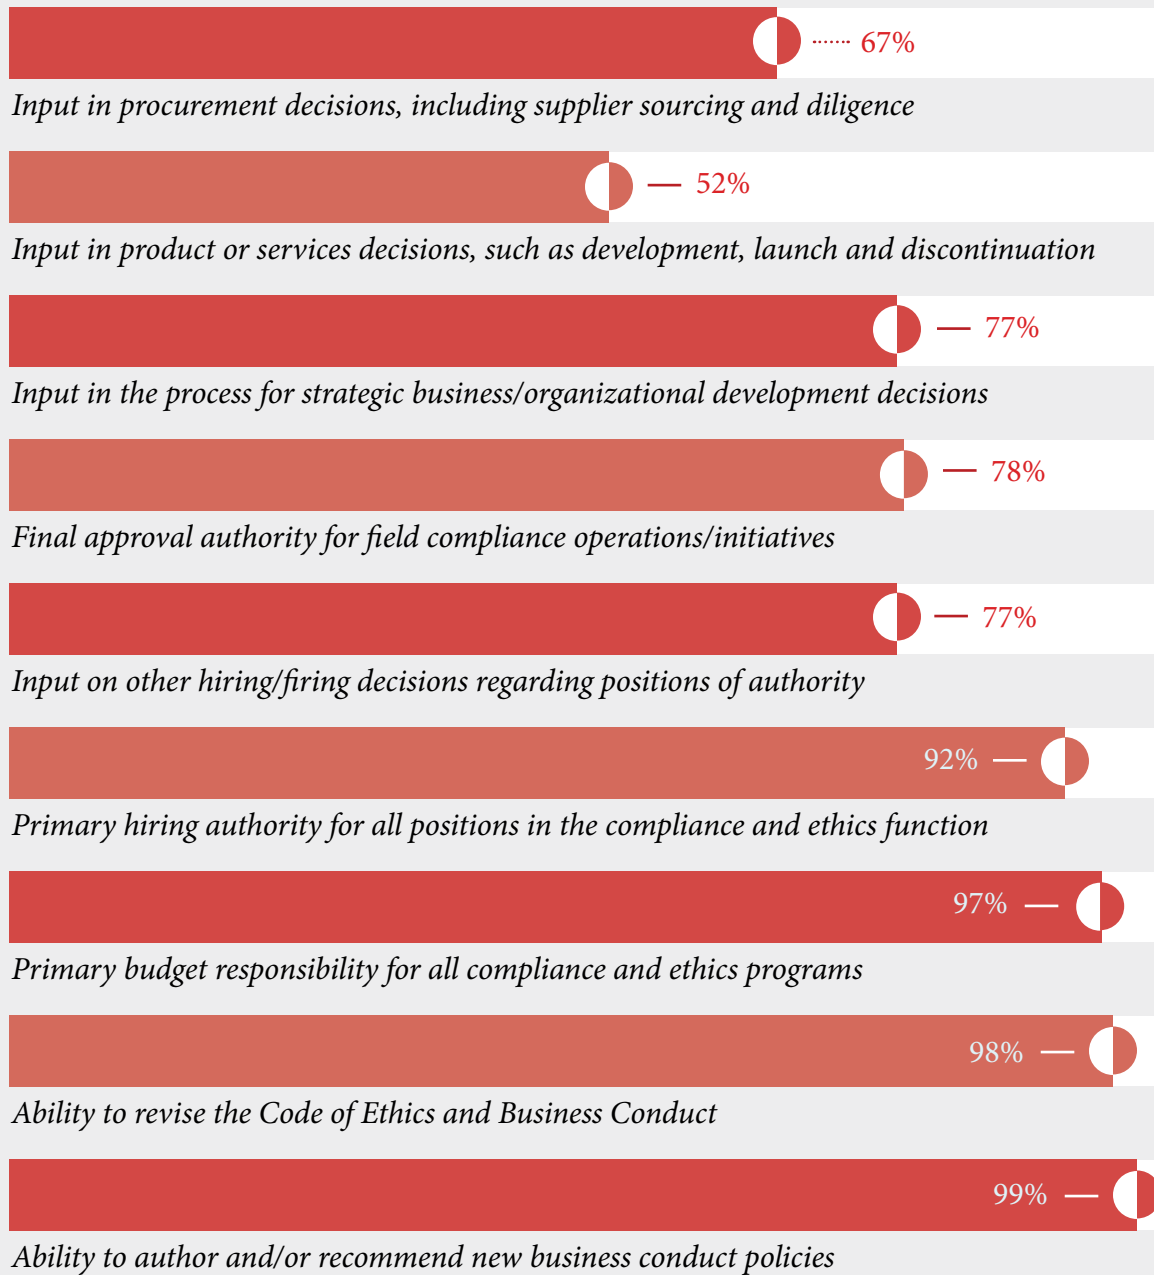 67%
Input in procurement decisions, including supplier sourcing and diligence
52%
Input in product or services decisions, such as development, launch and discontinuation
77%
Input in the process for strategic business/organizational development decisions
78%
Final approval authority for field compliance operations/initiatives
77%
Input on other hiring/firing decisions regarding positions of authority
92%
Primary hiring authority for all positions in the compliance and ethics function
97%
Primary budget responsibility for all compliance and ethics programs
98%
Ability to revise the Code of Ethics and Business Conduct
99%
Ability to author and/or recommend new business conduct policies